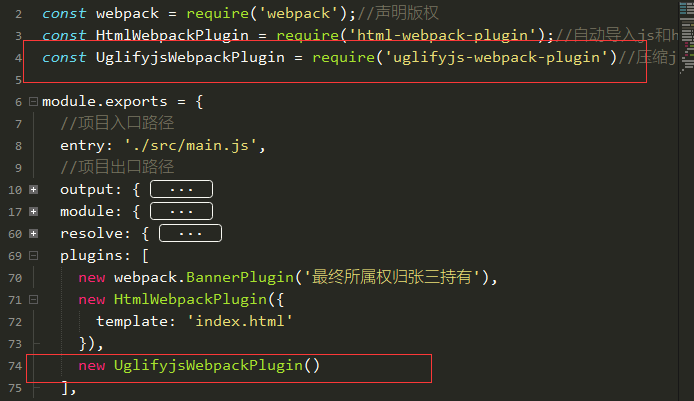 2 const webpack = require('webpack');//声明版权
3 const HtmlWebpackPlugin = require('html-webpack-plugin');//自动导入js和h
4 const UglifyjsWebpackPlugin = require('uglifyjs-webpack-plugin')//压缩j
5
6 module.exports = {
7 //项目入口路径
8 entry: './src/main.js',
9 //项目出口路径
10 output: { ...
17 module: { ...
60 resolve: { ...
69 plugins: [
70 new webpack.BannerPlugin('最终所属权归张三持有'),
71 new HtmlWebpackPlugin({
72 template: 'index.html'
73 }),
74 new UglifyjsWebpackPlugin()
75 ],